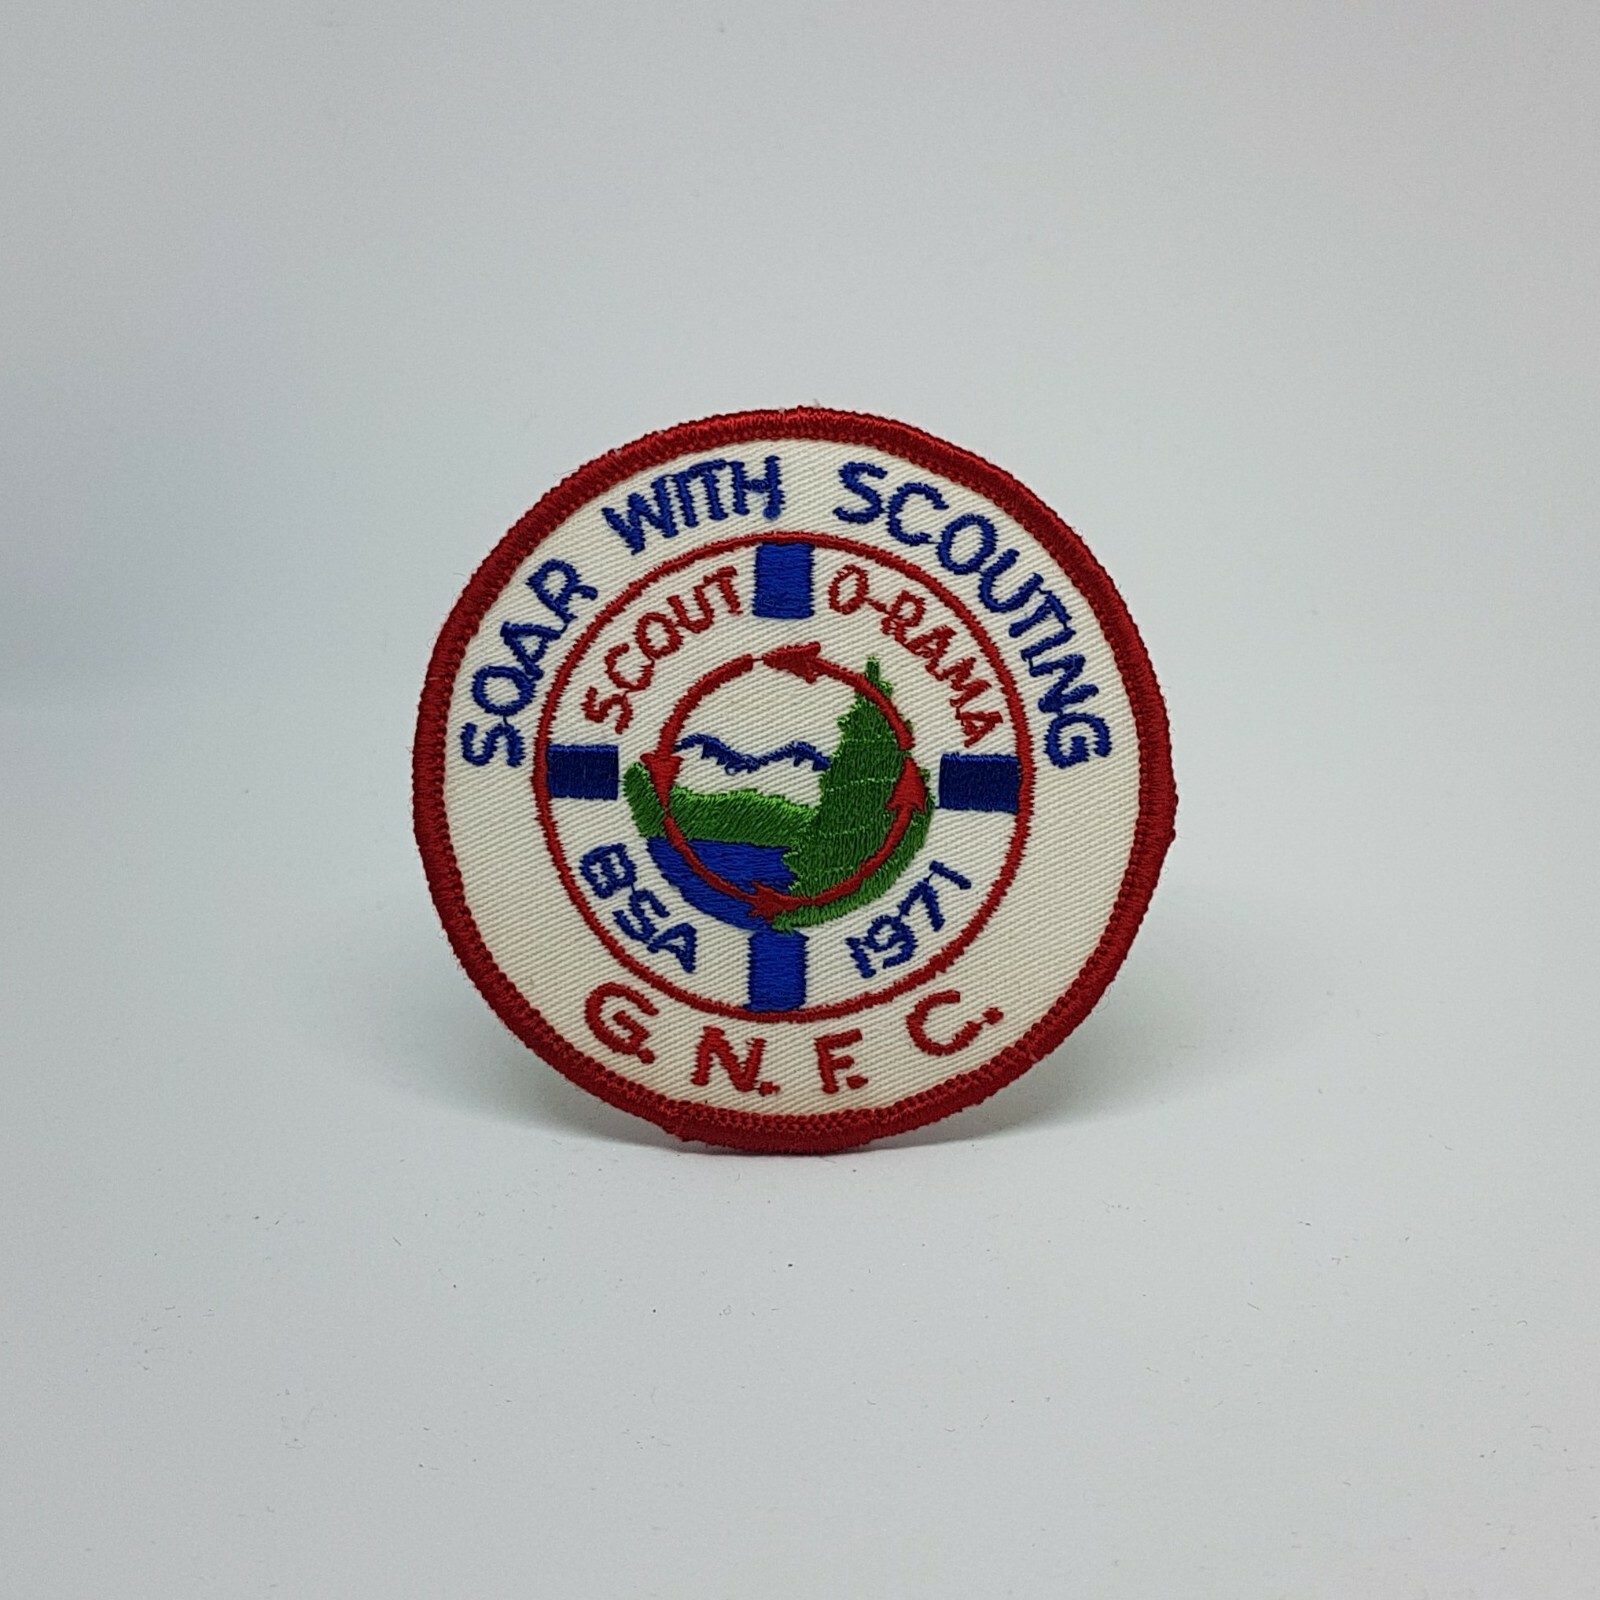 SOAR WITH SCOUTING
SCOUT O-RAMA
BSA 1971
G.N.F.C.